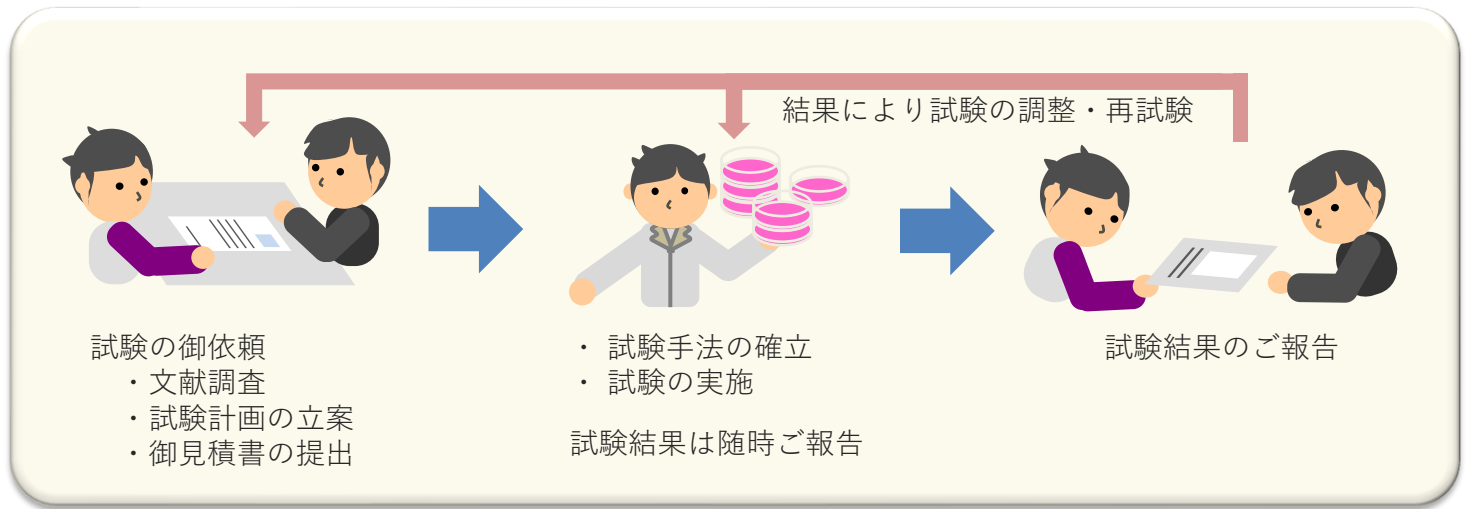 結果により試験の調整・再試験
試験の御依頼
・文献調査
・試験計画の立案
・御見積書の提出
・ 試験手法の確立
・ 試験の実施
試験結果は随時ご報告
試験結果のご報告